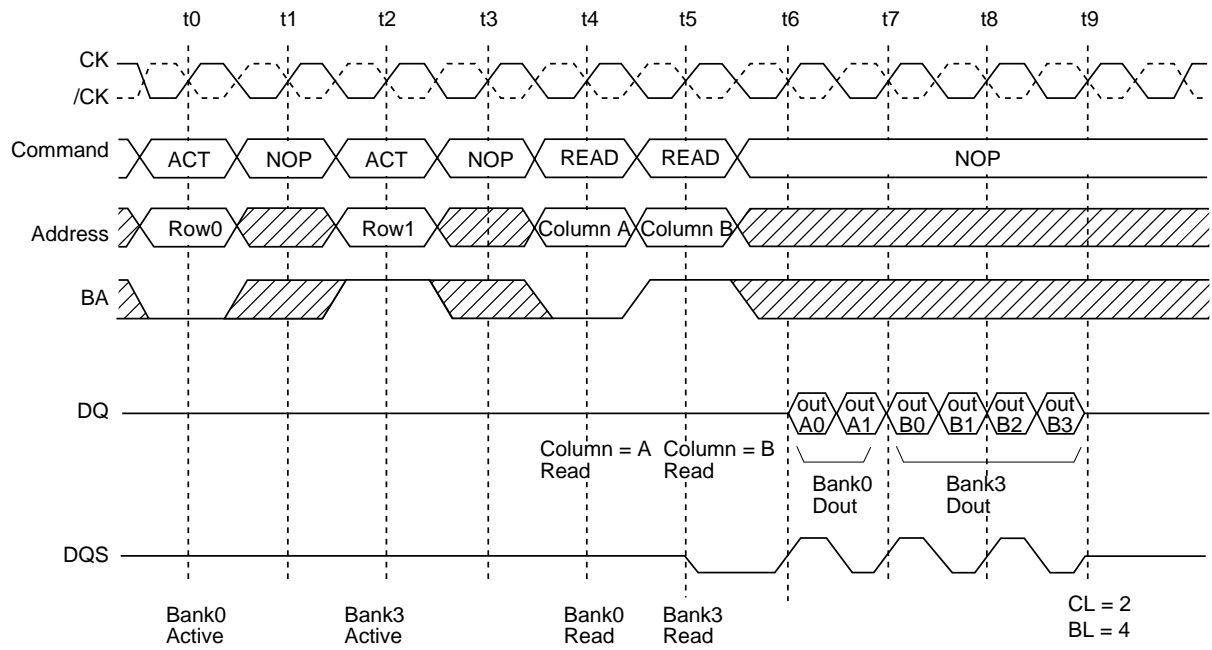 t0 t1 t2 t3 t4 t5 t6 t7 t8 t9
CK
/CK
Command ACT NOP ACT NOP READ READ NOP
Address Row0 Row1 Column A Column B
BA
DQ out A0 out A1 out B0 out B1 out B2 out B3
Column = A Column = B
Read Read
Bank0 Bank3
Dout Dout
DQS
Bank0 Bank3 Bank0 Bank3
Active Active Read Read
CL = 2
BL = 4